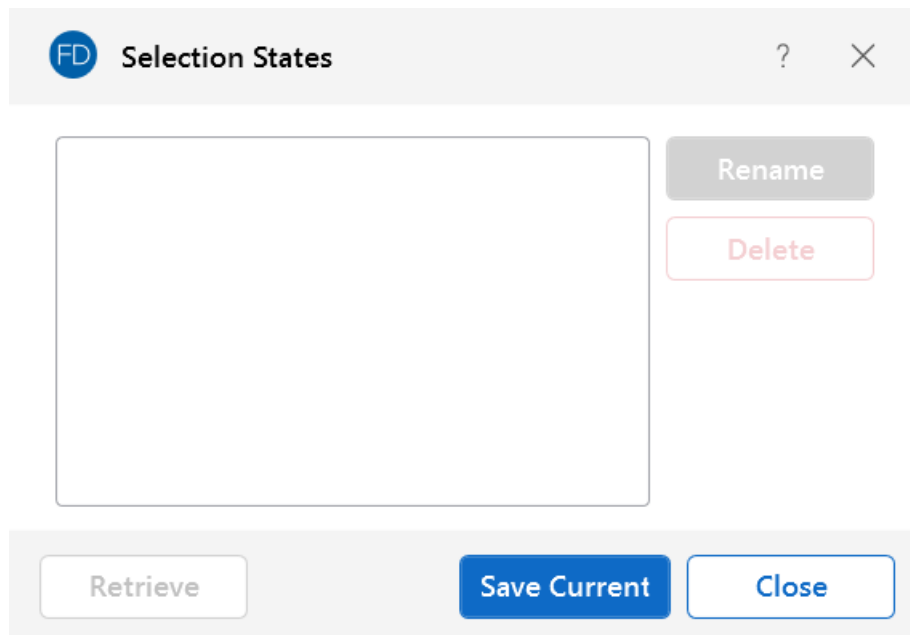 FD Selection States ?
Rename
Delete
Retrieve Save Current Close